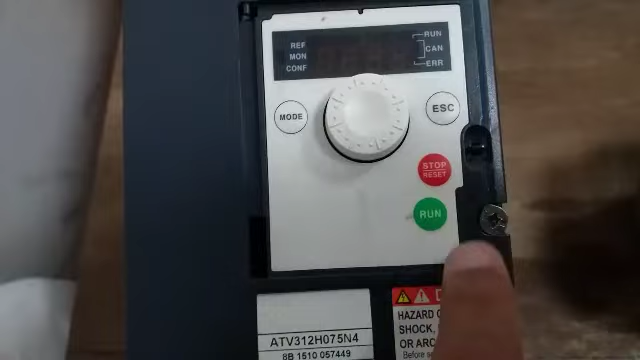 REF
MON
CONF
RUN
CAN
ERR
MODE
ESC
STOP
RESET
RUN
ATV312H075N4
8B 1510 057449
HAZARD
SHOCK,
OR ARC
Before